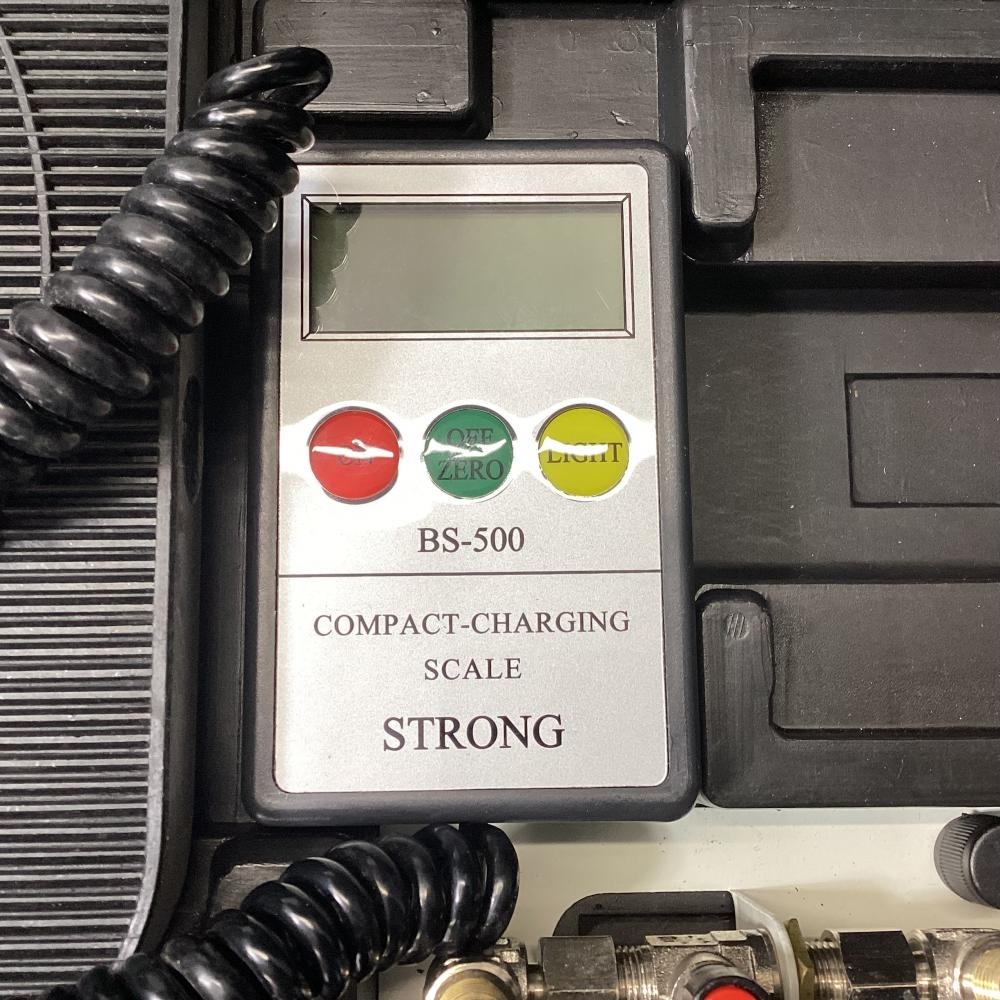 OFF
ZERO
LIGHT
BS-500
COMPACT-CHARGING
SCALE
STRONG